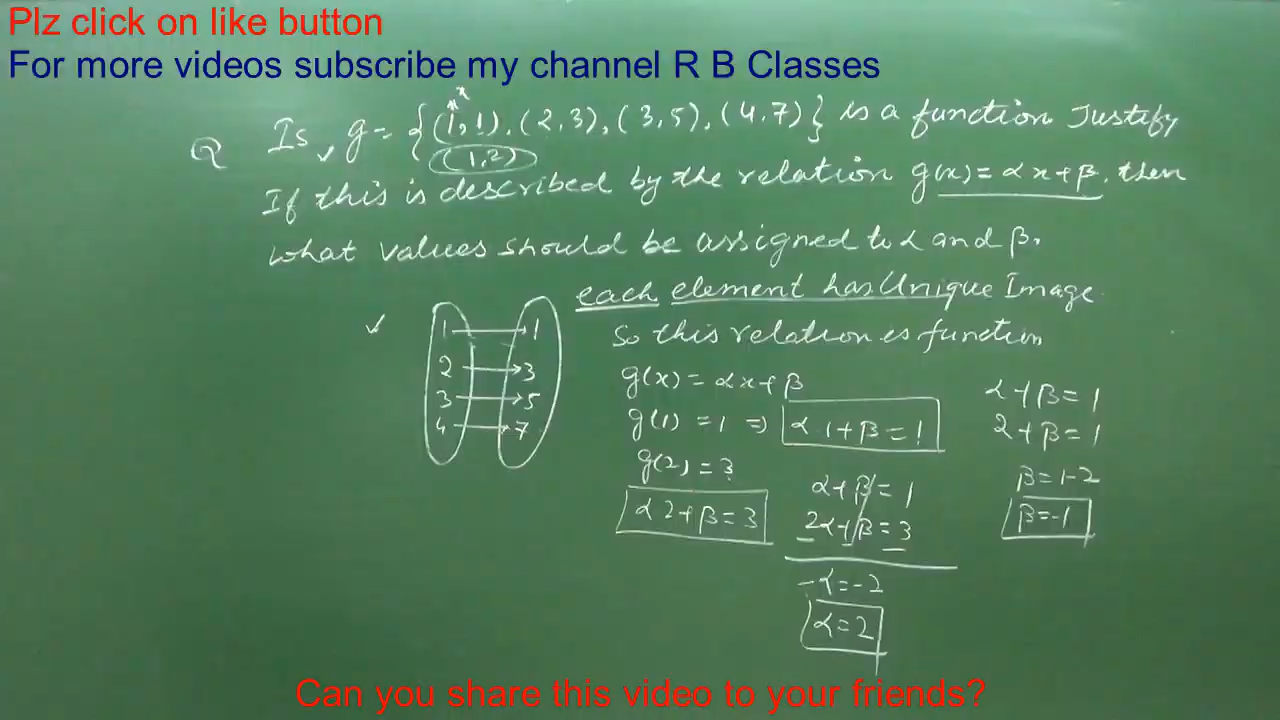 Plz click on like button
For more videos subscribe my channel R B Classes
Q Is g = {(1,1), (2,3), (3,5), (4,7)} is a function Justify
(1,2)
If this is described by the relation g(x) = αx+β, then
what values should be assigned to α and β.
each element has Unique Image.
So this relation is function
1 → 1
2 → 3
3 → 5
4 → 7
g(x) = αx+β
g(1) = 1 ⇒ α.1+β = 1
g(2) = 3
α2+β = 3
α+β = 1
2α+β = 3
-α = -2
α = 2
α+β = 1
2+β = 1
β = 1-2
β = -1
Can you share this video to your friends?